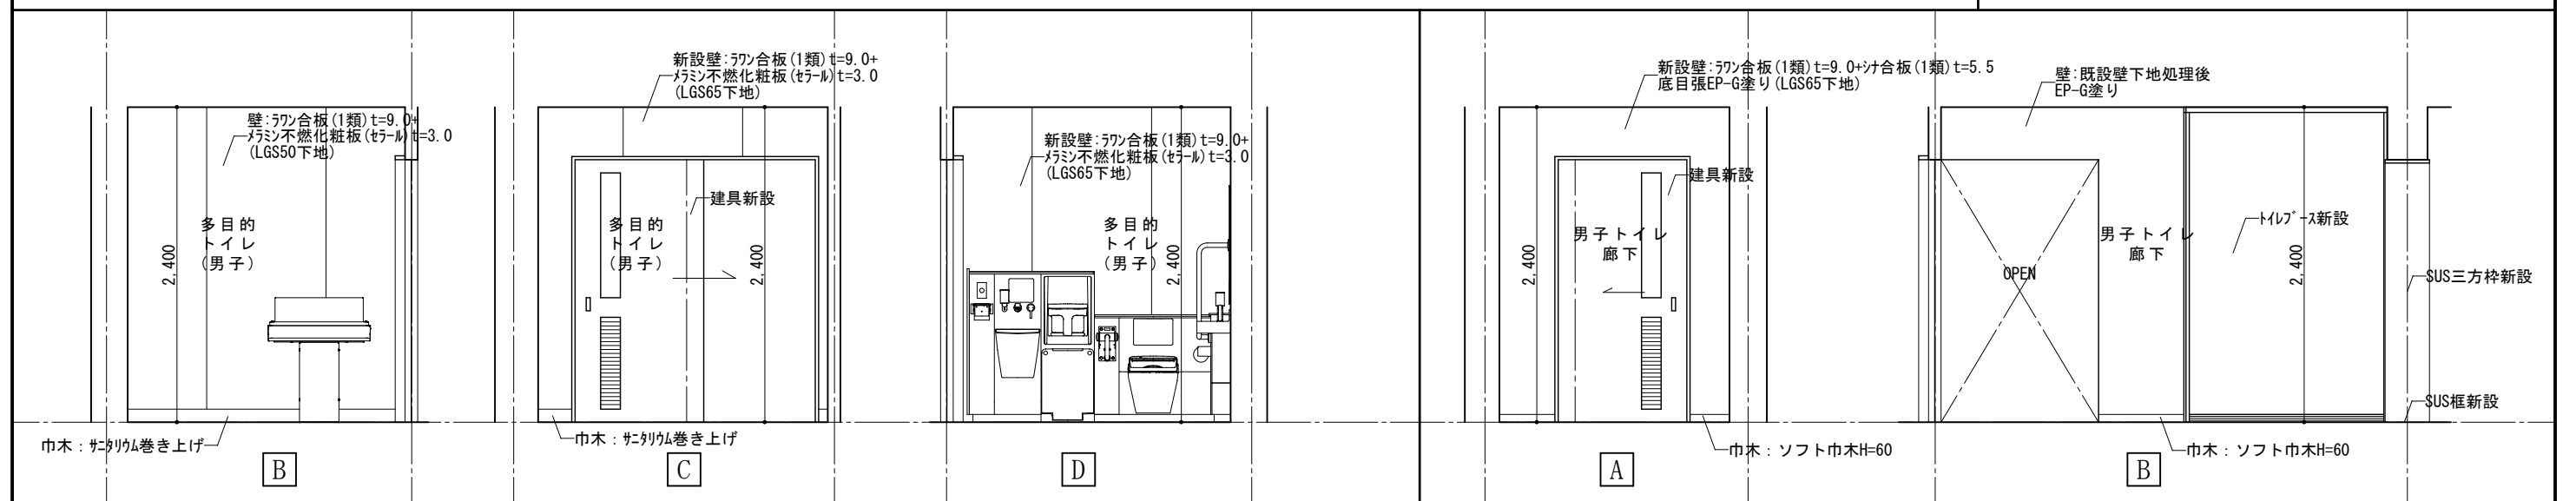 壁:ﾗﾜﾝ合板(1類)t=9.0+
ﾒﾗﾐﾝ不燃化粧板(ｾﾗｰﾙ)t=3.0
(LGS50下地)
多目的
トイレ
(男子)
2,400
巾木：ｻﾆﾀﾘｳﾑ巻き上げ
B
新設壁:ﾗﾜﾝ合板(1類)t=9.0+
ﾒﾗﾐﾝ不燃化粧板(ｾﾗｰﾙ)t=3.0
(LGS65下地)
建具新設
多目的
トイレ
(男子)
2,400
巾木：ｻﾆﾀﾘｳﾑ巻き上げ
C
新設壁:ﾗﾜﾝ合板(1類)t=9.0+
ﾒﾗﾐﾝ不燃化粧板(ｾﾗｰﾙ)t=3.0
(LGS65下地)
多目的
トイレ
(男子)
2,400
D
新設壁:ﾗﾜﾝ合板(1類)t=9.0+ｼﾅ合板(1類)t=5.5
底目張EP-G塗り(LGS65下地)
建具新設
男子トイレ
廊下
2,400
巾木：ソフト巾木H=60
A
壁:既設壁下地処理後
EP-G塗り
OPEN
男子トイレ
廊下
ﾄｲﾚﾌﾞｰｽ新設
2,400
SUS三方枠新設
SUS框新設
巾木：ソフト巾木H=60
B